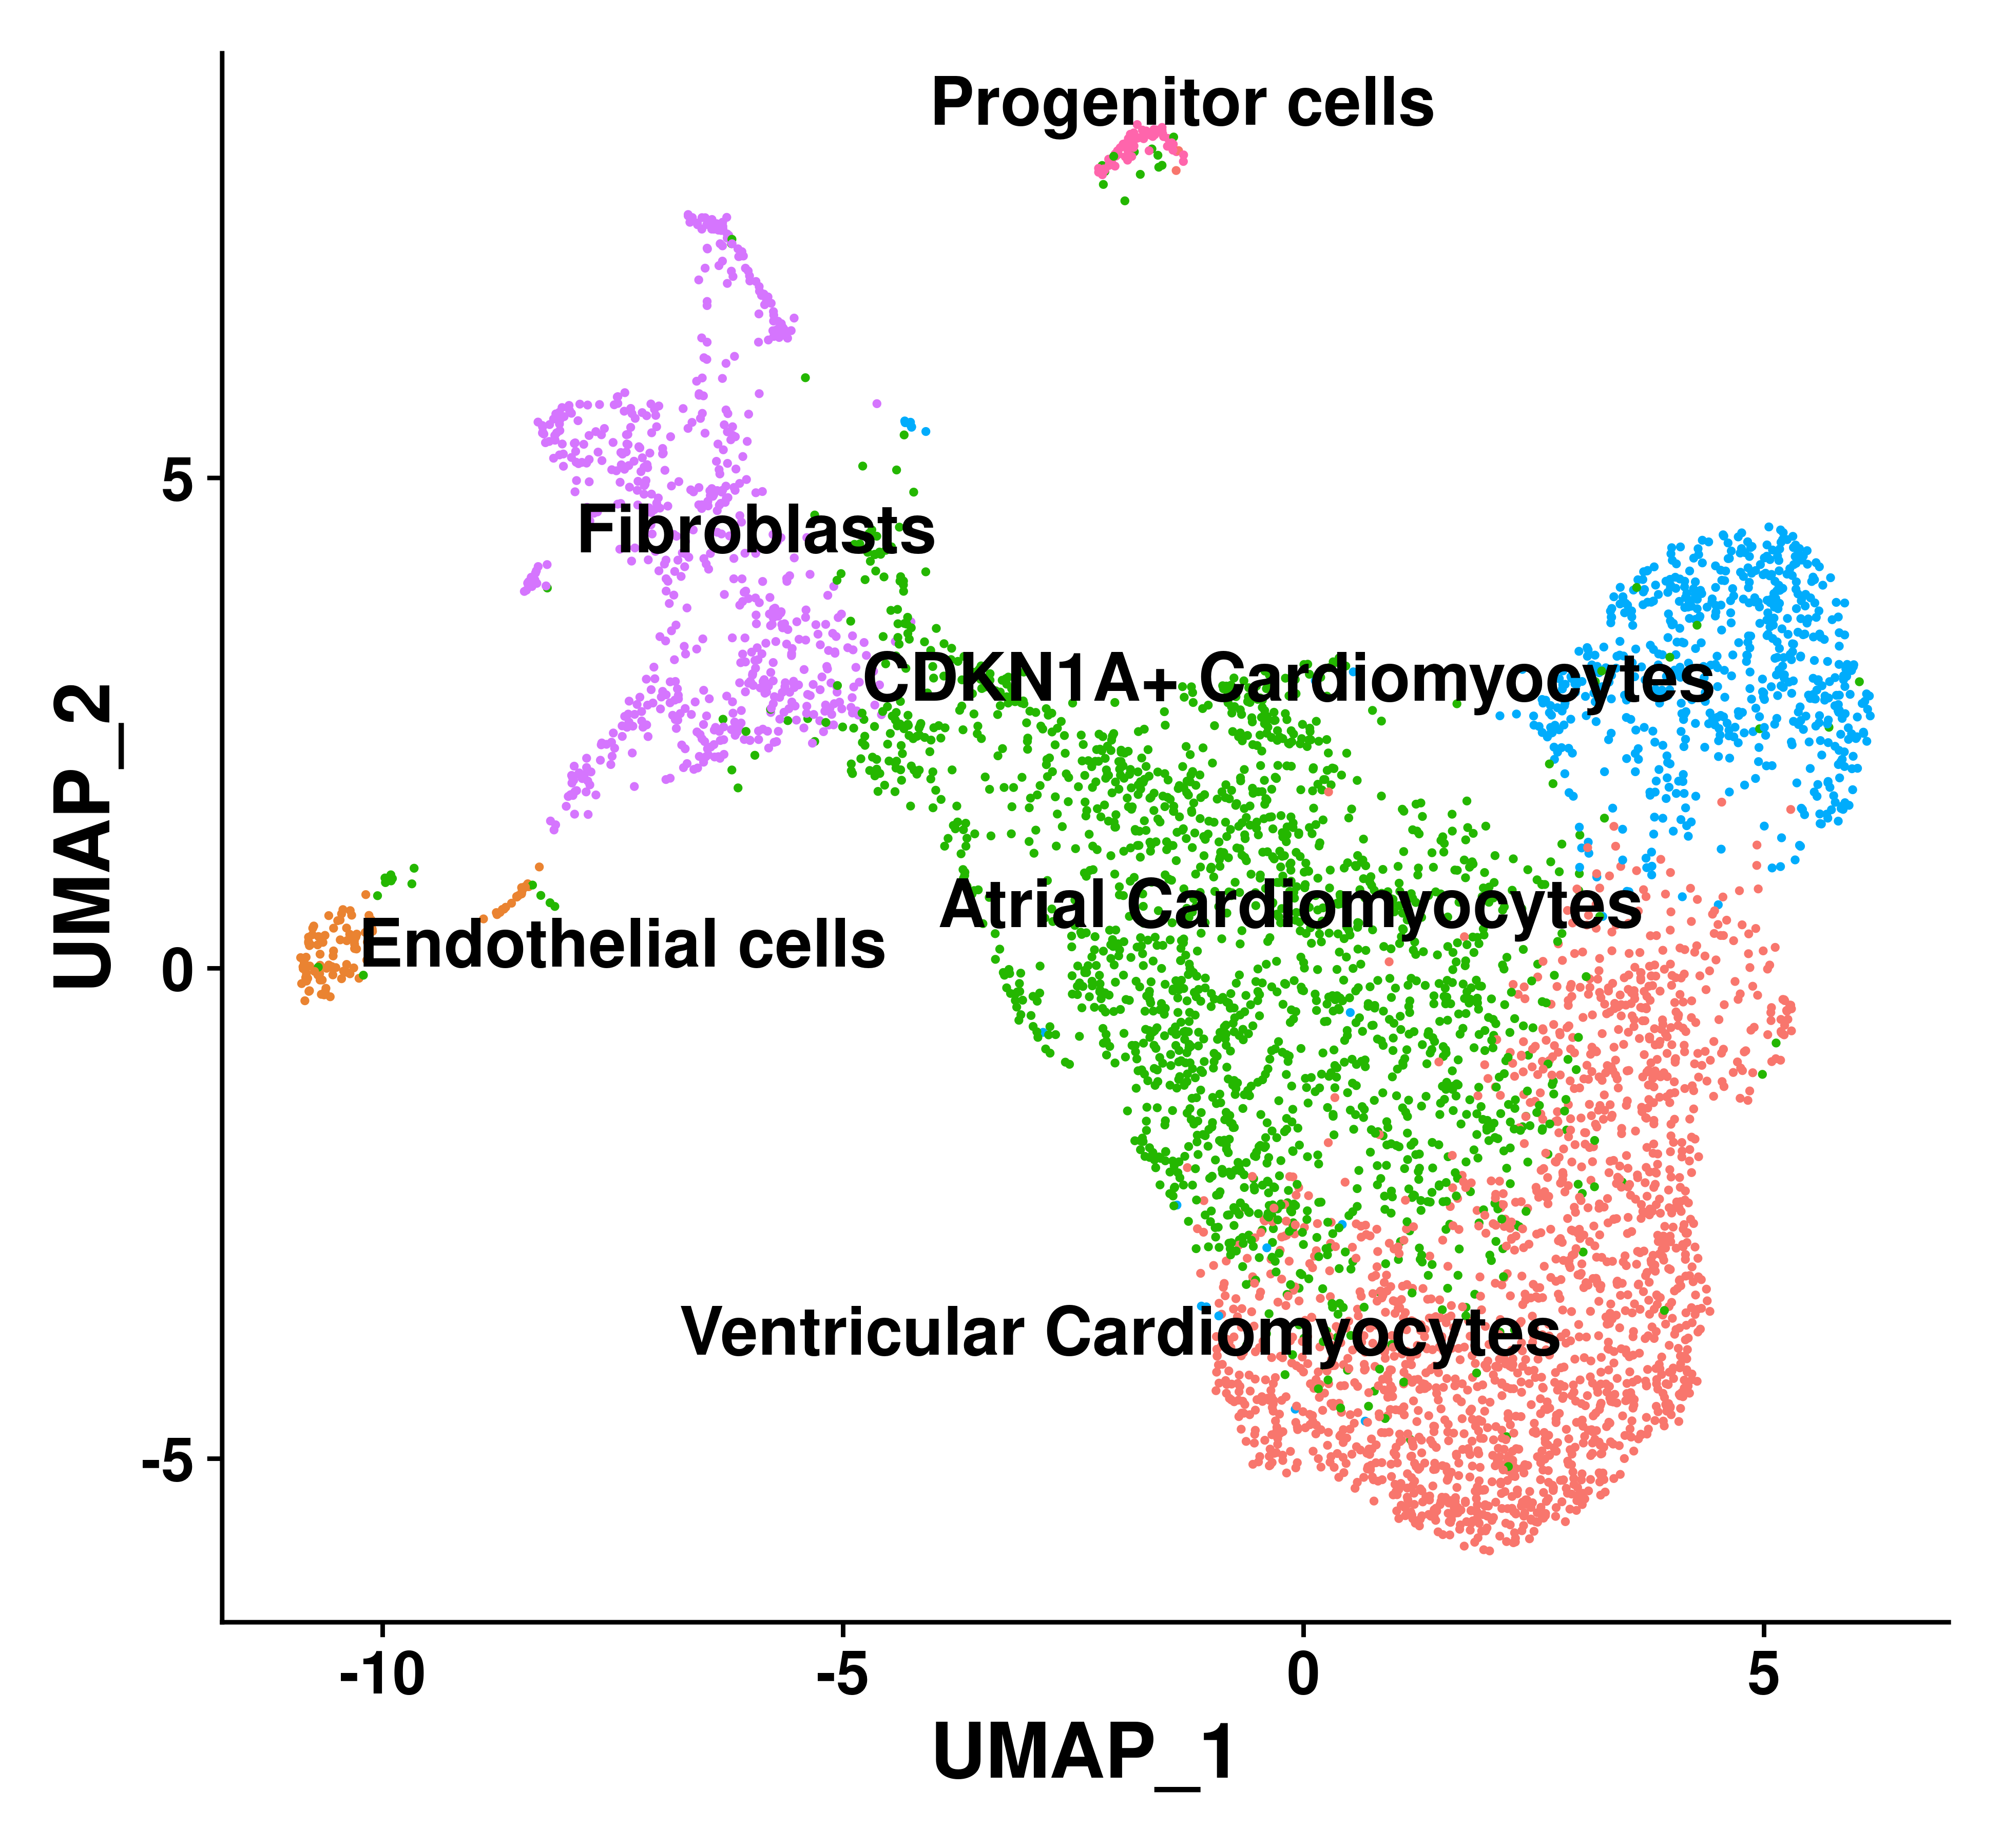 Progenitor cells
Fibroblasts
CDKN1A+ Cardiomyocytes
Atrial Cardiomyocytes
Endothelial cells
Ventricular Cardiomyocytes
UMAP_2
5
0
-5
-10
-5
0
5
UMAP_1